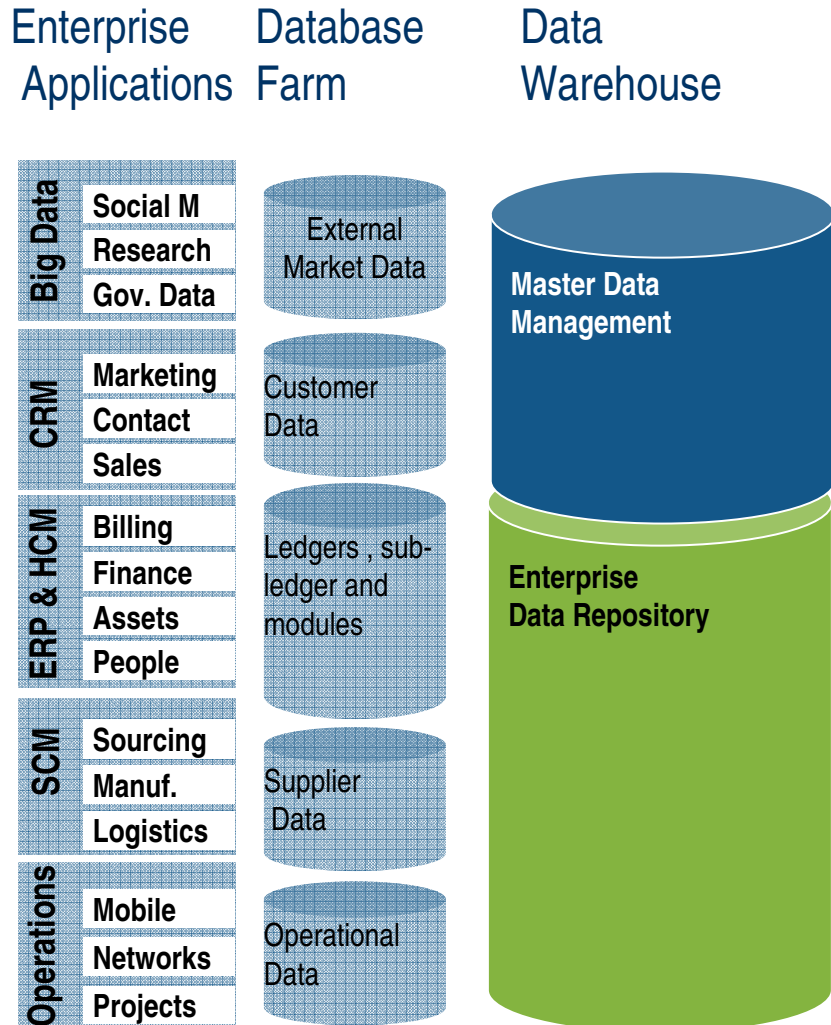 Enterprise
Applications
Database
Farm
Data
Warehouse
Big Data
Social M
Research
Gov. Data
External
Market Data
Master Data
Management
CRM
Marketing
Contact
Sales
Customer
Data
ERP & HCM
Billing
Finance
Assets
People
Ledgers , sub-
ledger and
modules
Enterprise
Data Repository
SCM
Sourcing
Manuf.
Logistics
Supplier
Data
Operations
Mobile
Networks
Projects
Operational
Data